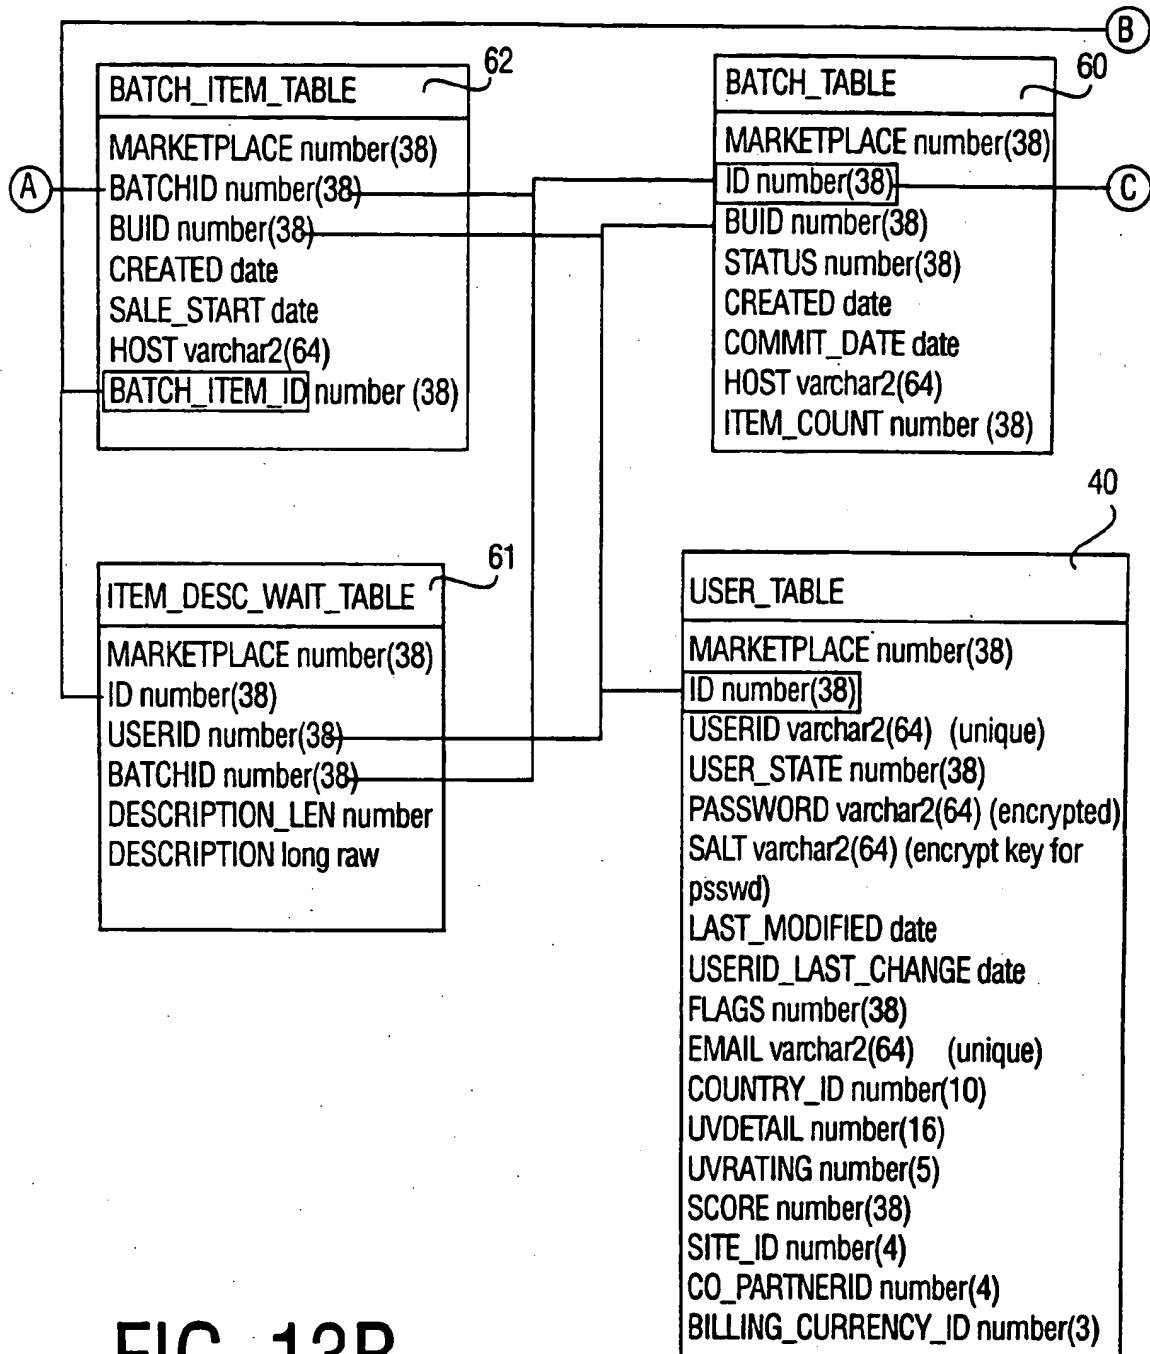 B
62
BATCH_ITEM_TABLE
MARKETPLACE number(38)
BATCHID number(38)
BUID number(38)
CREATED date
SALE_START date
HOST varchar2(64)
BATCH_ITEM_ID number (38)
A
60
BATCH_TABLE
MARKETPLACE number(38)
ID number(38)
BUID number(38)
STATUS number(38)
CREATED date
COMMIT_DATE date
HOST varchar2(64)
ITEM_COUNT number (38)
C
61
ITEM_DESC_WAIT_TABLE
MARKETPLACE number(38)
ID number(38)
USERID number(38)
BATCHID number(38)
DESCRIPTION_LEN number
DESCRIPTION long raw
40
USER_TABLE
MARKETPLACE number(38)
ID number(38)
USERID varchar2(64) (unique)
USER_STATE number(38)
PASSWORD varchar2(64) (encrypted)
SALT varchar2(64) (encrypt key for
psswd)
LAST_MODIFIED date
USERID_LAST_CHANGE date
FLAGS number(38)
EMAIL varchar2(64) (unique)
COUNTRY_ID number(10)
UVDETAIL number(16)
UVRATING number(5)
SCORE number(38)
SITE_ID number(4)
CO_PARTNERID number(4)
BILLING_CURRENCY_ID number(3)